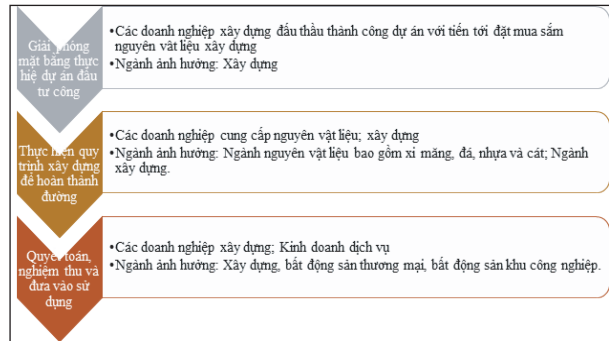 Giải phóng
mặt bằng thực
hiệ dự án đầu
tư công
•Các doanh nghiệp xây dựng đấu thầu thành công dự án với tiến tới đặt mua sắm
nguyên vât liệu xây dựng
•Ngành ảnh hưởng: Xây dựng
Thực hiện quy
trịnh xây dựng
để hoàn thành
đường
•Các doanh nghiệp cung cấp nguyên vật liệu; xây dựng
•Ngành ảnh hưởng: Ngành nguyên vật liệu bao gồm xi măng, đá, nhựa và cát; Ngành
xây dựng.
Quyết toán,
nghiệm thu và
đưa vào sử
dụng
•Các doanh nghiệp xây dựng; Kinh doanh dịch vụ
•Ngành ảnh hưởng: Xây dựng, bất động sản thương mại, bất động sản khu công nghiệp.